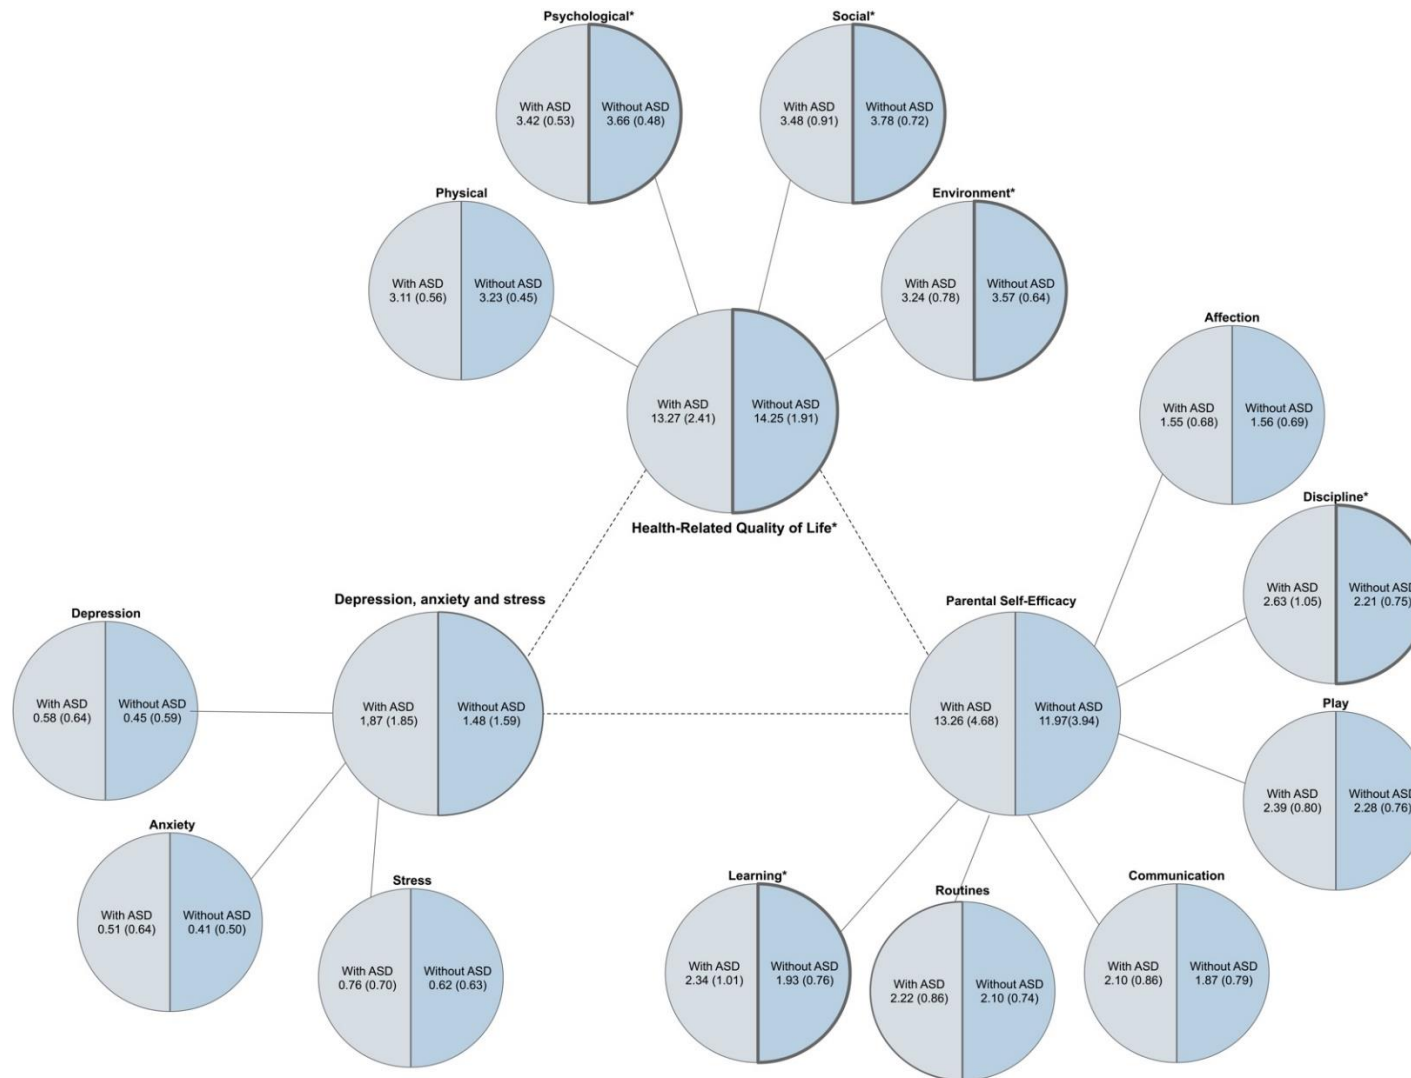 Psychological*
With ASD
3.42 (0.53)
Without ASD
3.66 (0.48)
Social*
With ASD
3.48 (0.91)
Without ASD
3.78 (0.72)
Physical
With ASD
3.11 (0.56)
Without ASD
3.23 (0.45)
Environment*
With ASD
3.24 (0.78)
Without ASD
3.57 (0.64)
With ASD
13.27 (2.41)
Without ASD
14.25 (1.91)
Health-Related Quality of Life*
Affection
With ASD
1.55 (0.68)
Without ASD
1.56 (0.69)
Discipline*
With ASD
2.63 (1.05)
Without ASD
2.21 (0.75)
Depression, anxiety and stress
With ASD
1,87 (1.85)
Without ASD
1.48 (1.59)
Parental Self-Efficacy
With ASD
13.26 (4.68)
Without ASD
11.97(3.94)
Depression
With ASD
0.58 (0.64)
Without ASD
0.45 (0.59)
Play
With ASD
2.39 (0.80)
Without ASD
2.28 (0.76)
Anxiety
With ASD
0.51 (0.64)
Without ASD
0.41 (0.50)
Stress
With ASD
0.76 (0.70)
Without ASD
0.62 (0.63)
Learning*
With ASD
2.34 (1.01)
Without ASD
1.93 (0.76)
Routines
With ASD
2.22 (0.86)
Without ASD
2.10 (0.74)
Communication
With ASD
2.10 (0.86)
Without ASD
1.87 (0.79)